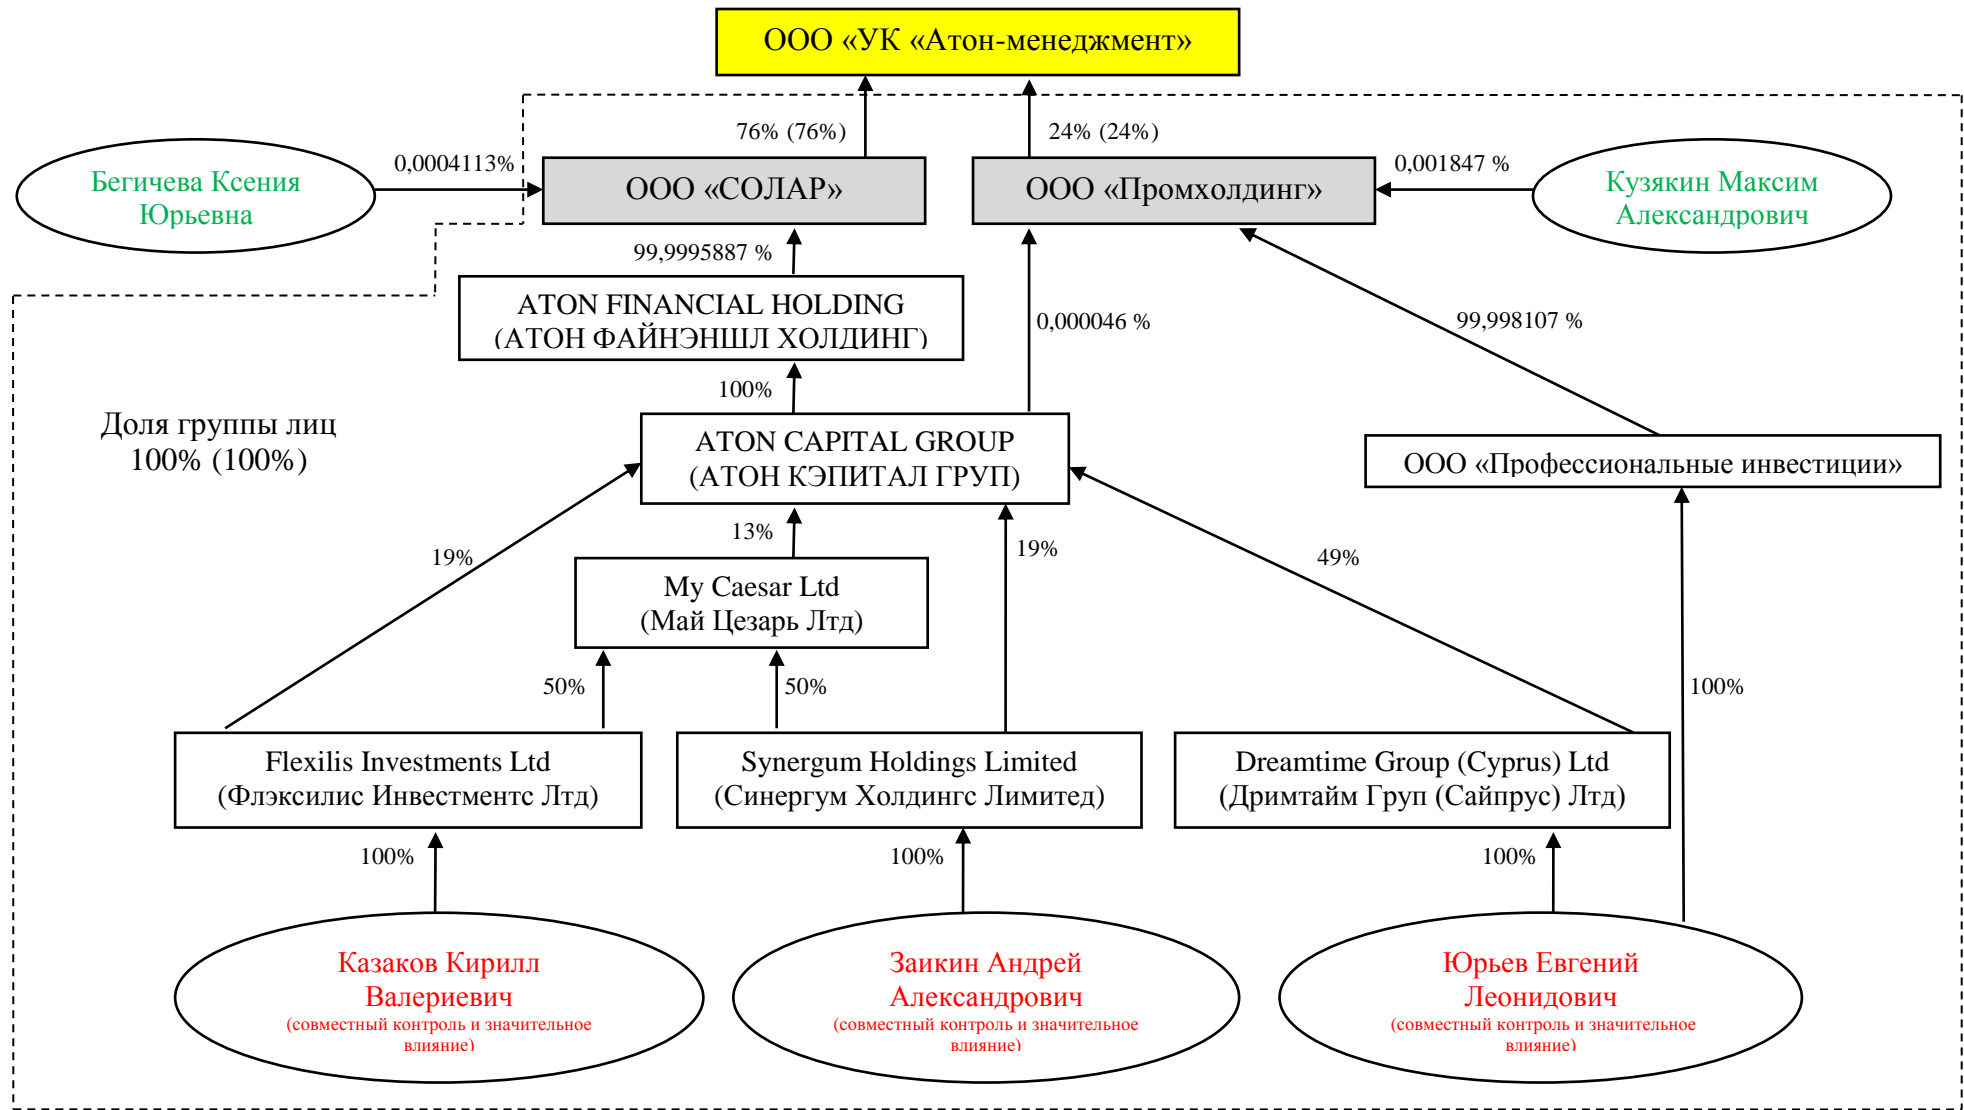 ООО «УК «Атон-менеджмент»
76% (76%)
24% (24%)
Бегичева Ксения
Юрьевна
0,0004113%
ООО «СОЛАР»
ООО «Промхолдинг»
0,001847 %
Кузякин Максим
Александрович
99,9995887 %
ATON FINANCIAL HOLDING
(АТОН ФАЙНЭНШЛ ХОЛДИНГ)
0,000046 %
99,998107 %
100%
Доля группы лиц
100% (100%)
ATON CAPITAL GROUP
(АТОН КЭПИТАЛ ГРУП)
ООО «Профессиональные инвестиции»
19%
13%
19%
49%
My Caesar Ltd
(Май Цезарь Лтд)
50%
50%
100%
Flexilis Investments Ltd
(Флэксилис Инвестментс Лтд)
Synergum Holdings Limited
(Синергум Холдингс Лимитед)
Dreamtime Group (Cyprus) Ltd
(Дримтайм Груп (Сайпрус) Лтд)
100%
100%
100%
Казаков Кирилл
Валериевич
(совместный контроль и значительное
влияние)
Заикин Андрей
Александрович
(совместный контроль и значительное
влияние)
Юрьев Евгений
Леонидович
(совместный контроль и значительное
влияние)